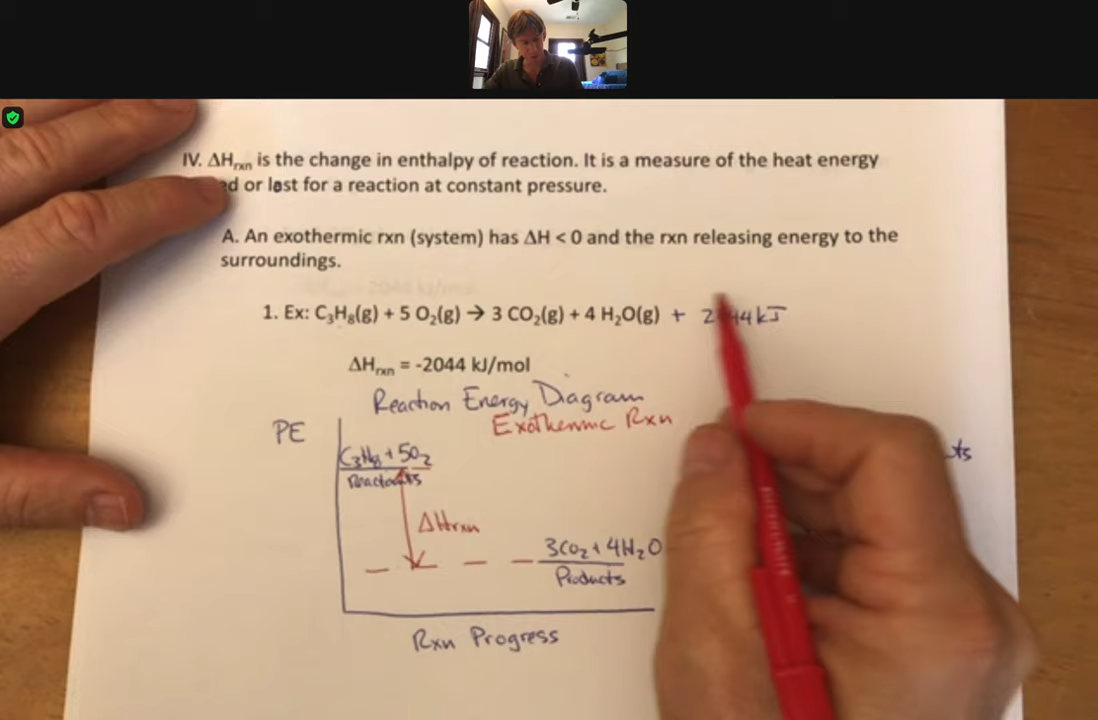 IV. ΔHrxn is the change in enthalpy of reaction. It is a measure of the heat energy
or lost for a reaction at constant pressure.
A. An exothermic rxn (system) has ΔH < 0 and the rxn releasing energy to the
surroundings.
1. Ex: C₃H₈(g) + 5 O₂(g) → 3 CO₂(g) + 4 H₂O(g) + kJ
ΔHrxn = -2044 kJ/mol
Reaction Energy Diagram
Exothermic Rxn
PE
C₃H₈ + 5O₂
Reactants
ΔHrxn
3CO₂ + 4H₂O
Products
Rxn Progress